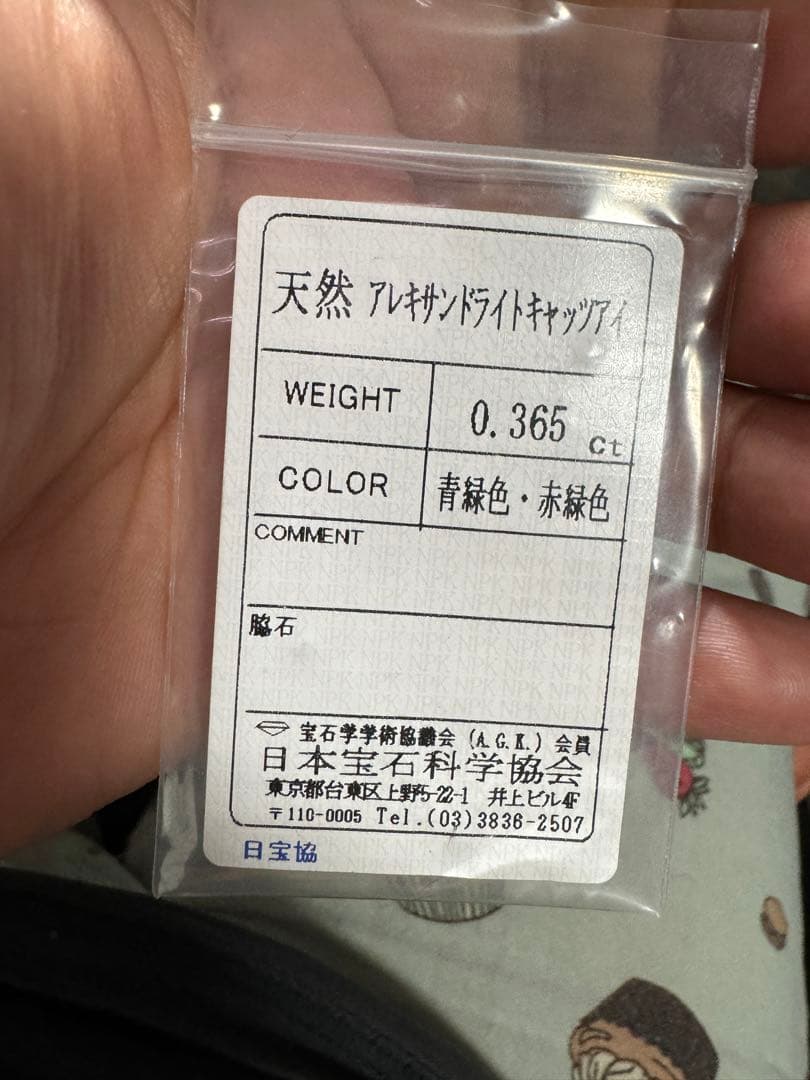 天然 アレキサンドライトキャッツアイ
WEIGHT 0.365 ct
COLOR 青緑色・赤緑色
COMMENT
脇石
宝石学学術協議会 (A.G.K.) 会員
日本宝石科学協会
東京都台東区上野5-22-1 井上ビル4F
〒110-0005 Tel.(03)3836-2507
日宝協